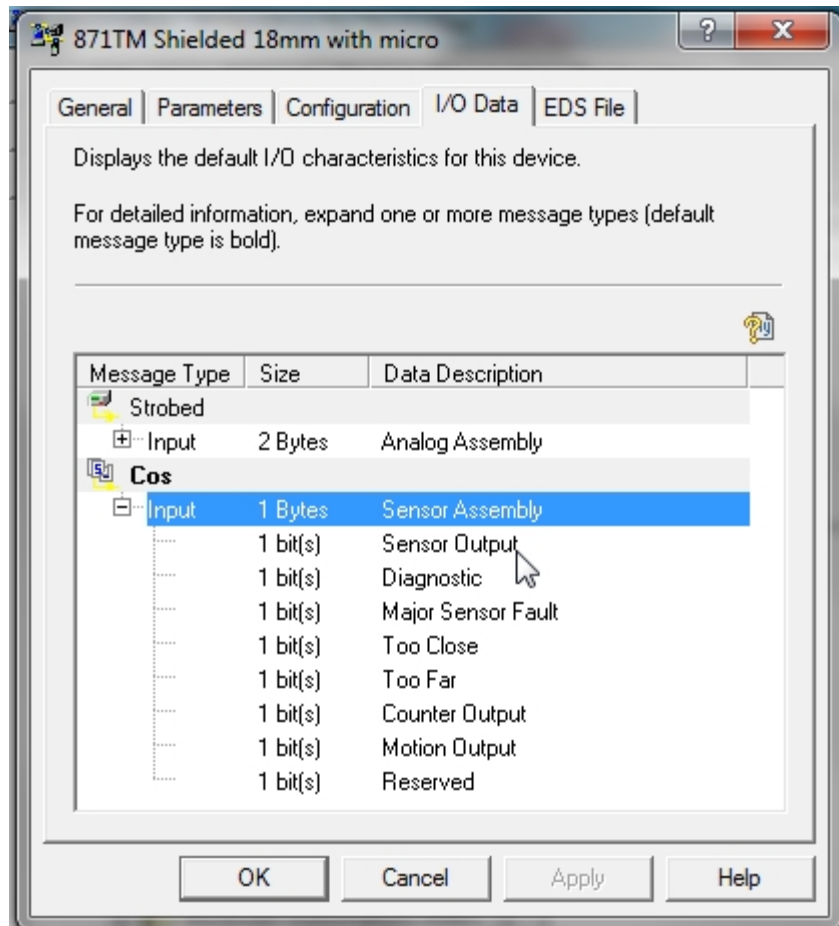 871TM Shielded 18mm with micro
General Parameters Configuration I/O Data EDS File
Displays the default I/O characteristics for this device.
For detailed information, expand one or more message types (default
message type is bold).
Message Type Size Data Description
Strobed
Input 2 Bytes Analog Assembly
Cos
Input 1 Bytes Sensor Assembly
1 bit(s) Sensor Output
1 bit(s) Diagnostic
1 bit(s) Major Sensor Fault
1 bit(s) Too Close
1 bit(s) Too Far
1 bit(s) Counter Output
1 bit(s) Motion Output
1 bit(s) Reserved
OK Cancel Apply Help